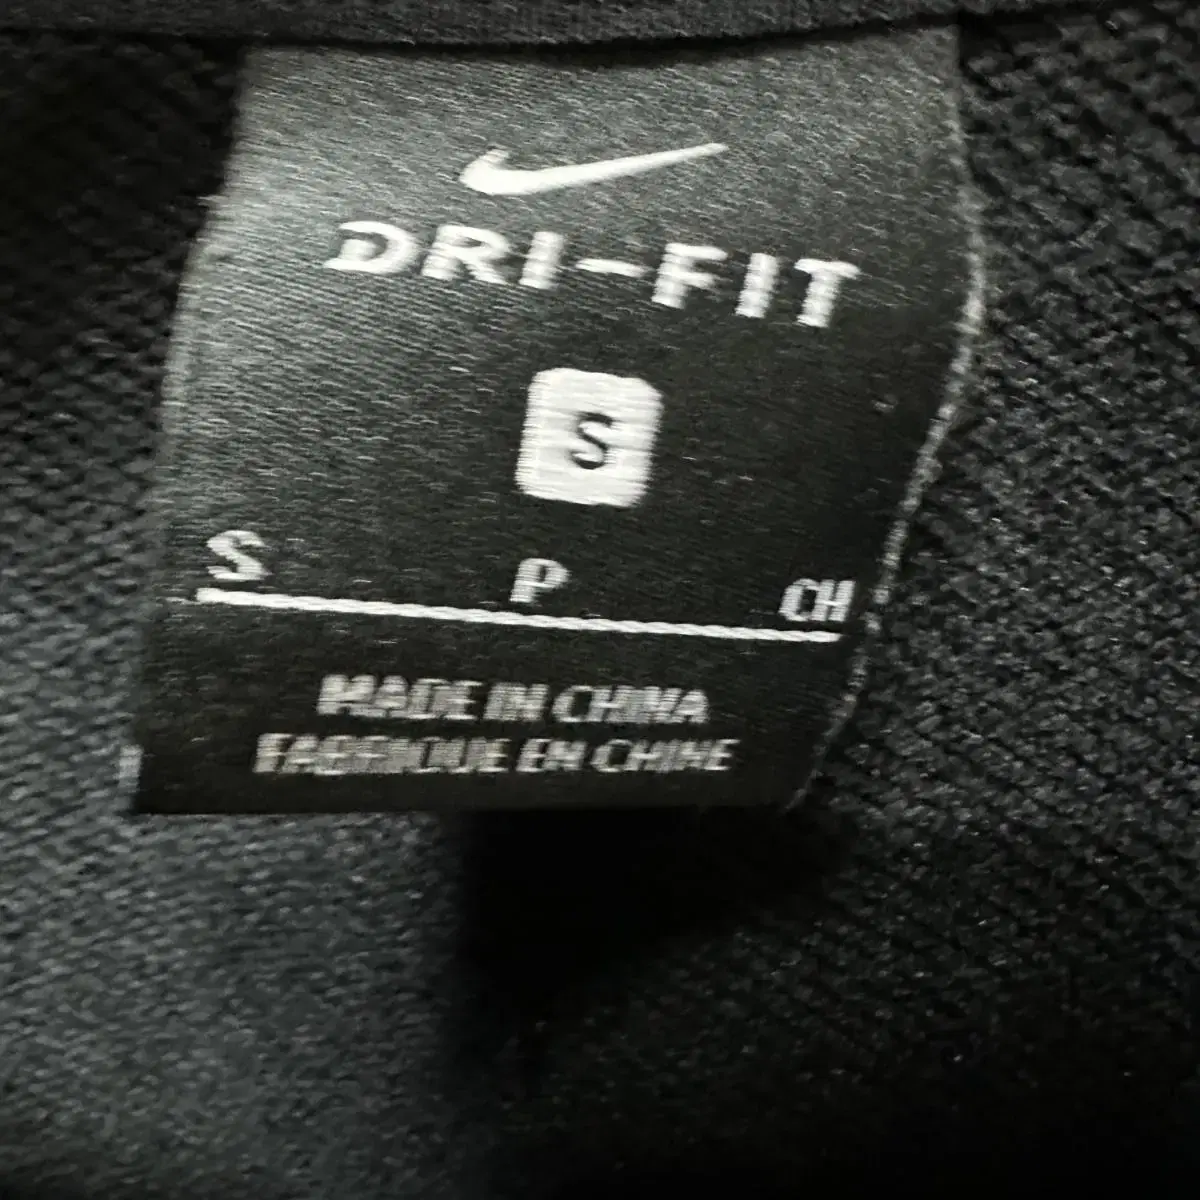 DRI-FIT
S
S P CH
MADE IN CHINA
FABRIQUE EN CHINE